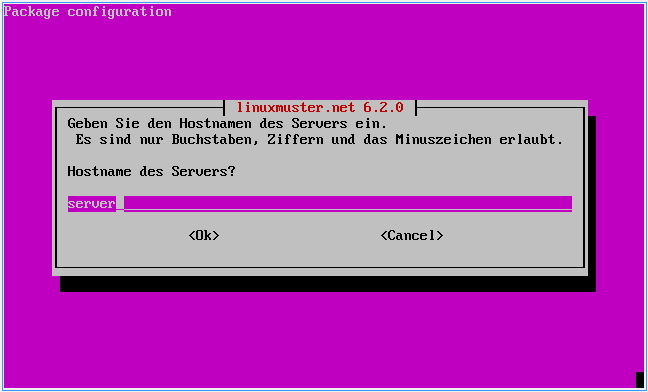 Package configuration
linuxmuster.net 6.2.0
Geben Sie den Hostnamen des Servers ein.
Es sind nur Buchstaben, Ziffern und das Minuszeichen erlaubt.
Hostname des Servers?
server
<Ok> <Cancel>